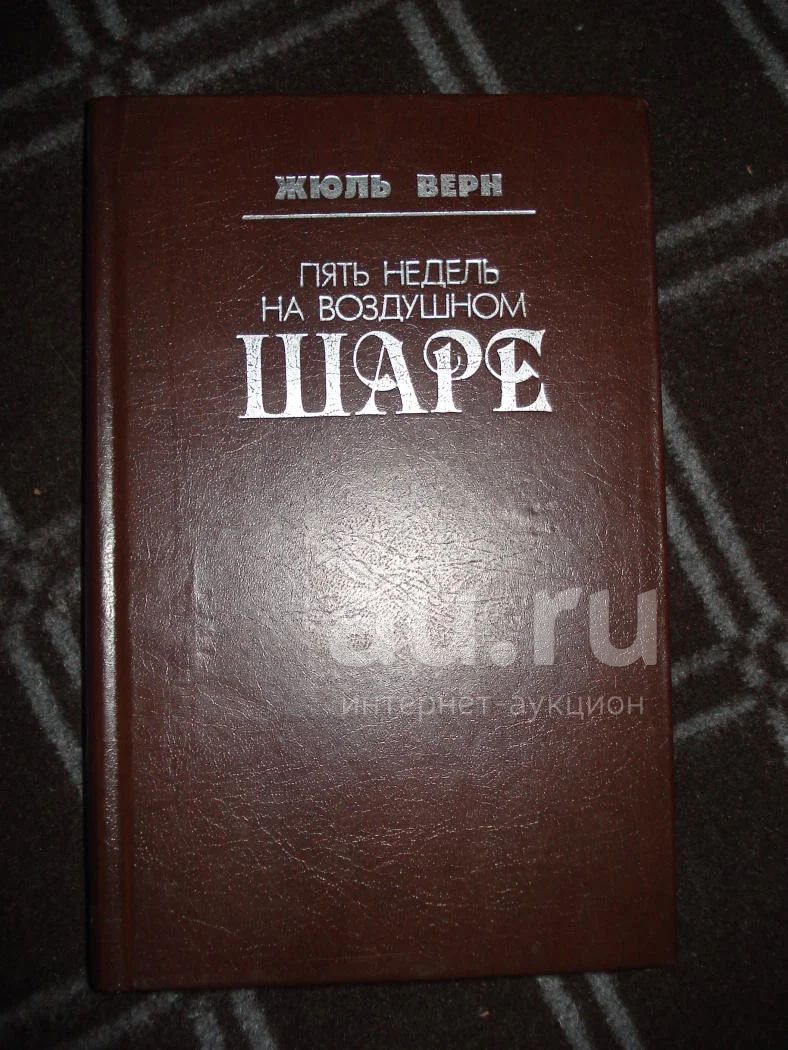 ЖЮЛЬ ВЕРН
ПЯТЬ НЕДЕЛЬ
НА ВОЗДУШНОМ
ШАРЕ
au.ru
интернет-аукцион